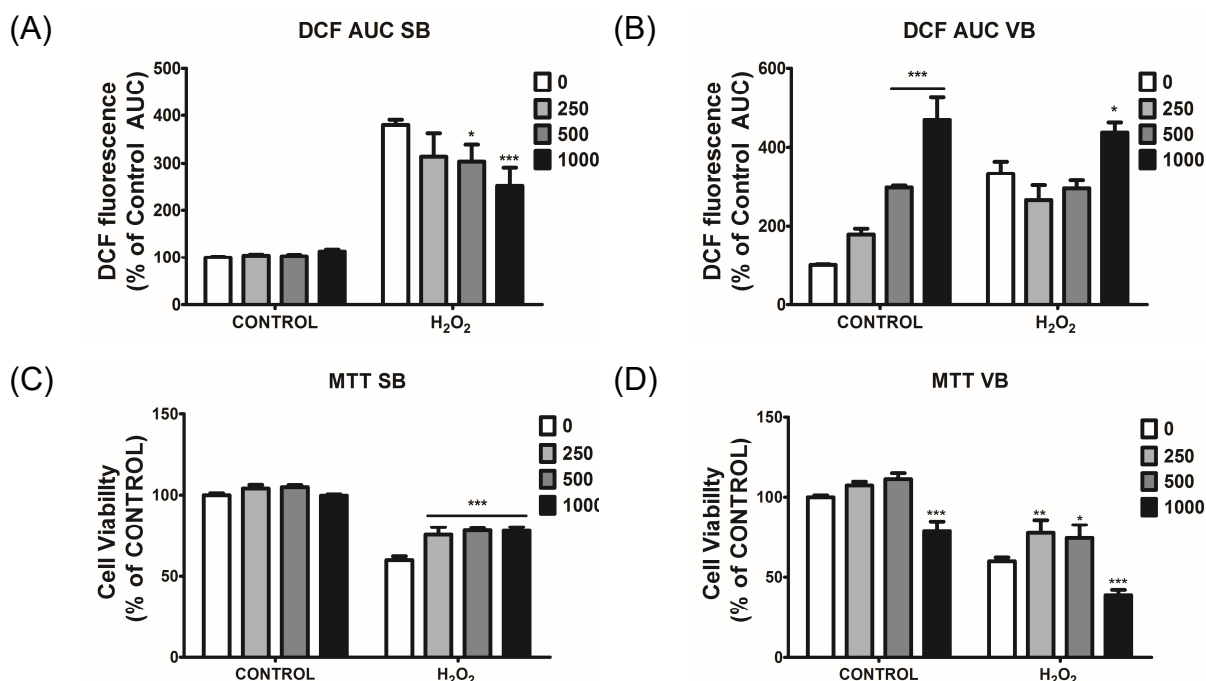 (A)
DCF AUC SB
DCF fluorescence
(% of Control AUC)
500
400
300
200
100
0
0
250
500
1000
*
***
CONTROL
H₂O₂
(B)
DCF AUC VB
DCF fluorescence
(% of Control AUC)
600
400
200
0
0
250
500
1000
***
*
CONTROL
H₂O₂
(C)
MTT SB
Cell Viability
(% of CONTROL)
150
100
50
0
0
250
500
1000
***
CONTROL
H₂O₂
(D)
MTT VB
Cell Viability
(% of CONTROL)
150
100
50
0
0
250
500
1000
***
**
*
***
CONTROL
H₂O₂